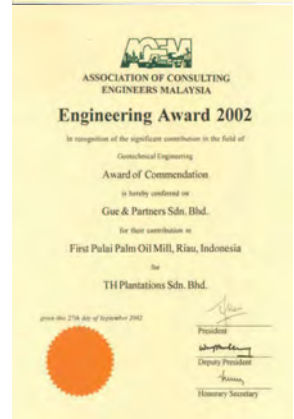 ACEM
ASSOCIATION OF CONSULTING
ENGINEERS MALAYSIA
Engineering Award 2002
in recognition of the significant contribution in the field of
Geotechnical Engineering
Award of Commendation
is hereby conferred on
Gue & Partners Sdn. Bhd.
for their contribution in
First Pulai Palm Oil Mill, Riau, Indonesia
for
TH Plantations Sdn. Bhd.
given this 27th day of September 2002
President
Deputy President
Honorary Secretary